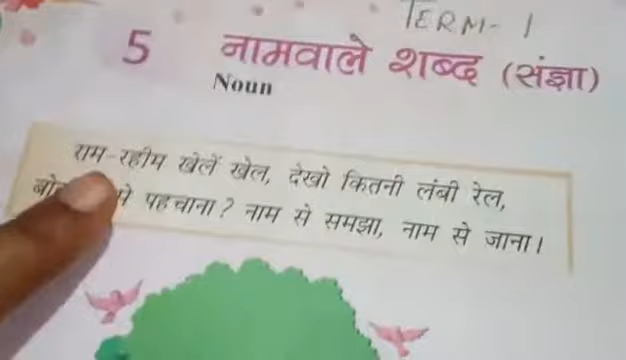 TERM- 1
5 नामवाले शब्द (संज्ञा)
Noun
राम-रहीम खेलें खेल, देखो कितनी लंबी रेल,
पहचाना? नाम से समझा, नाम से जाना।